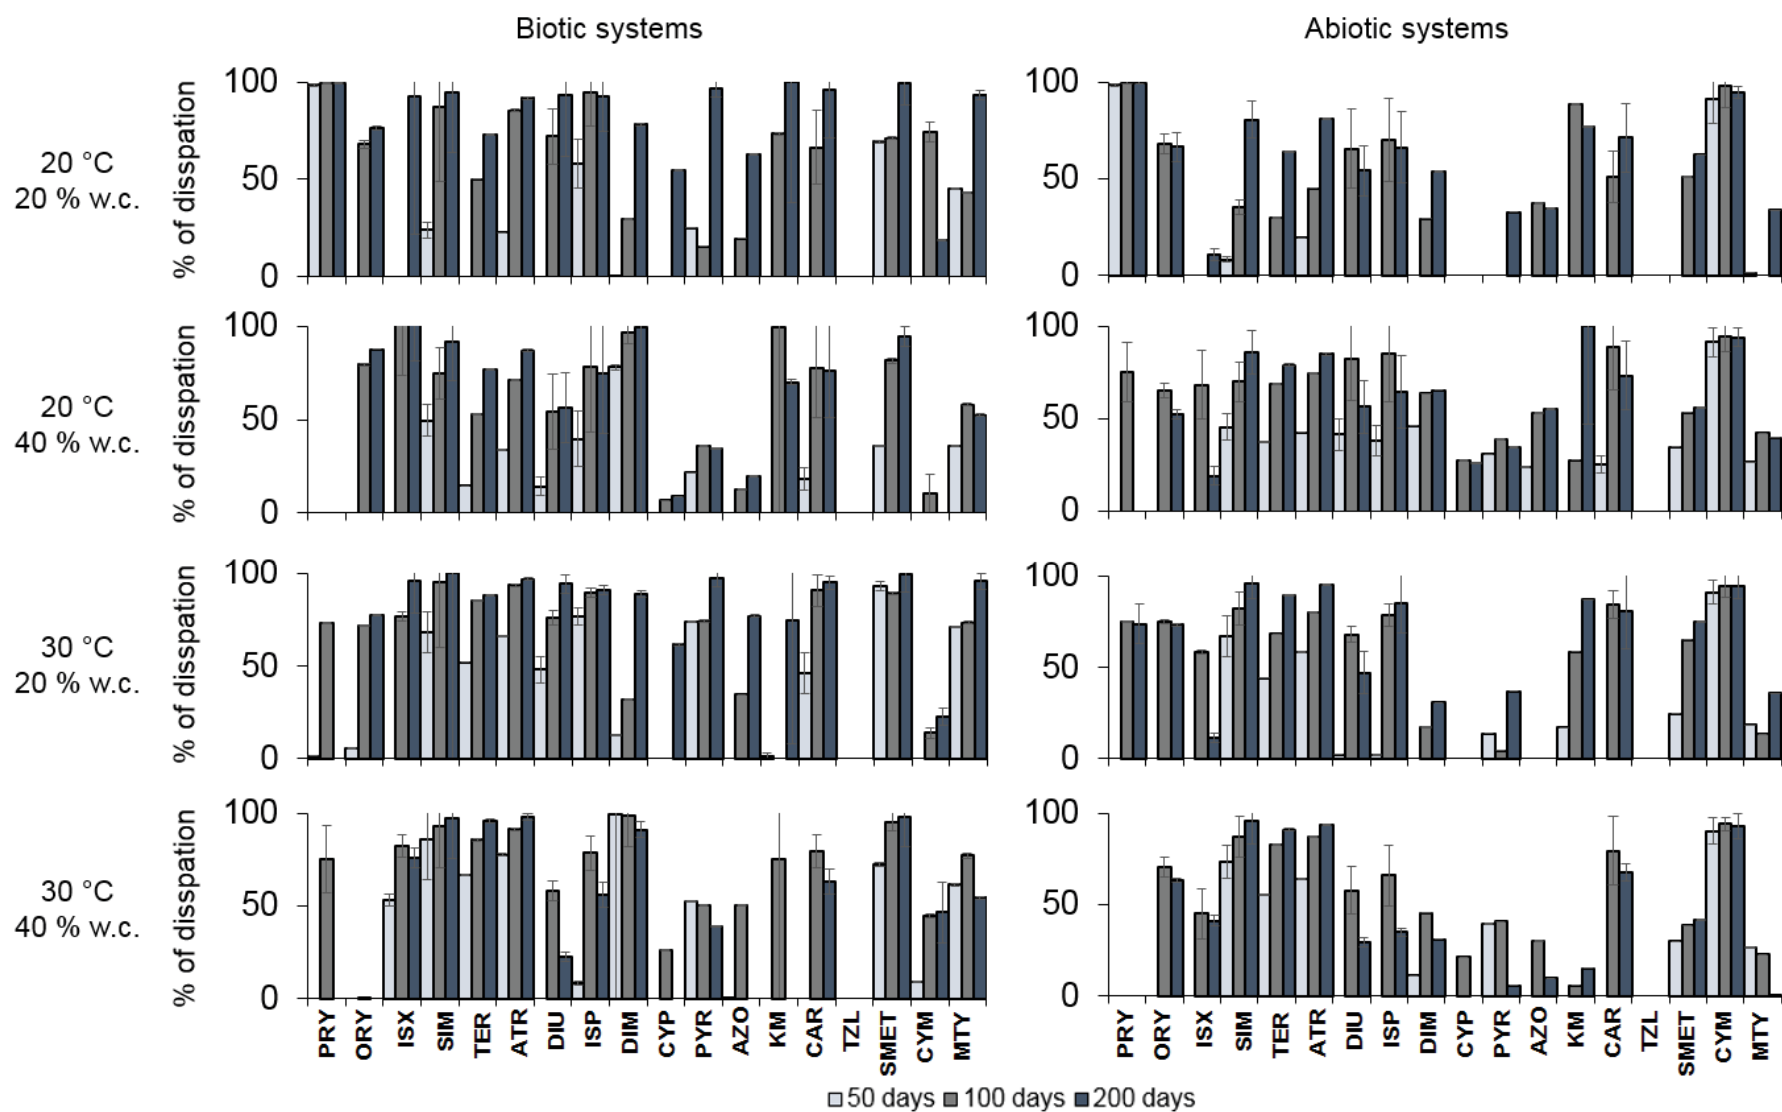 Biotic systems Abiotic systems
20 °C
20 % w.c.
% of disspation
100
50
0
100
50
0
20 °C
40 % w.c.
% of disspation
100
50
0
100
50
0
30 °C
20 % w.c.
% of disspation
100
50
0
100
50
0
30 °C
40 % w.c.
% of disspation
100
50
0
100
50
0
PRY ORY ISX SIM TER ATR DIU ISP DIM CYP PYR AZO KM CAR TZL SMET CYM MTY
PRY ORY ISX SIM TER ATR DIU ISP DIM CYP PYR AZO KM CAR TZL SMET CYM MTY
50 days 100 days 200 days